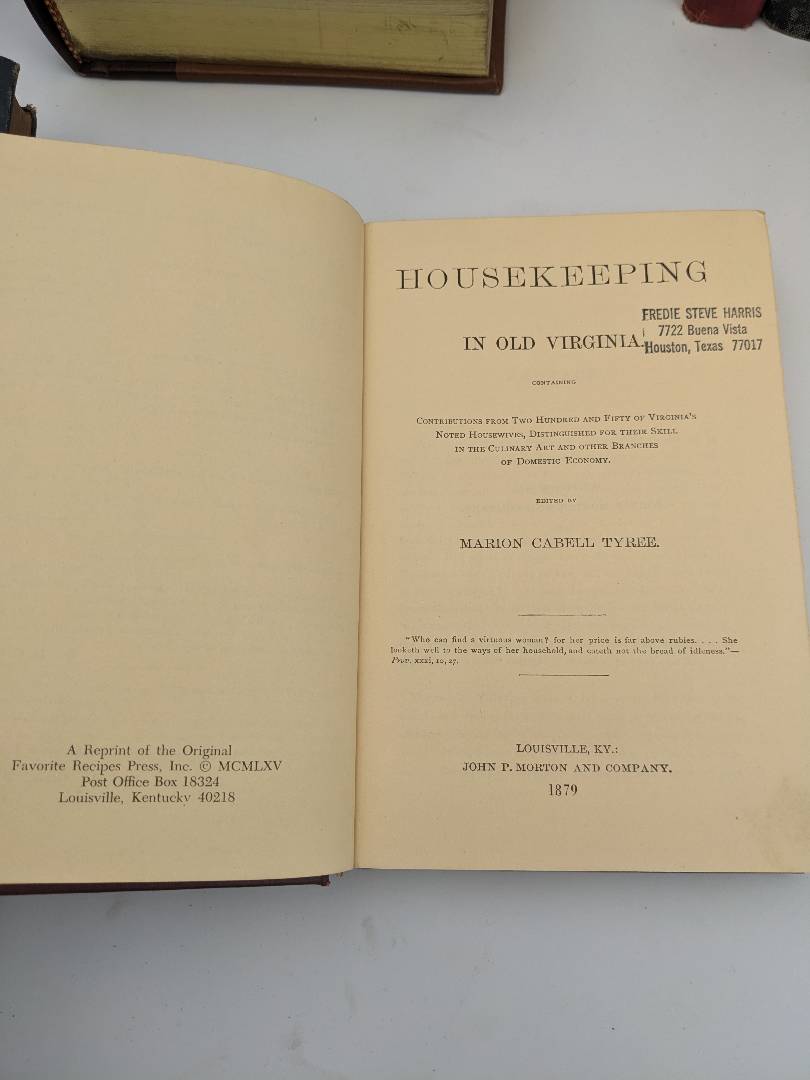 A Reprint of the Original
Favorite Recipes Press, Inc. © MCMLXV
Post Office Box 18324
Louisville, Kentucky 40218
HOUSEKEEPING
IN OLD VIRGINIA.
FREDIE STEVE HARRIS
7722 Buena Vista
Houston, Texas 77017
CONTAINING
CONTRIBUTIONS FROM TWO HUNDRED AND FIFTY OF VIRGINIA'S
NOTED HOUSEWIVES, DISTINGUISHED FOR THEIR SKILL
IN THE CULINARY ART AND OTHER BRANCHES
OF DOMESTIC ECONOMY.
EDITED BY
MARION CABELL TYREE.
"Who can find a virtuous woman? for her price is far above rubies. . . . She
looketh well to the ways of her household, and eateth not the bread of idleness."—
Prov. xxxi, 10, 27.
LOUISVILLE, KY.:
JOHN P. MORTON AND COMPANY.
1879